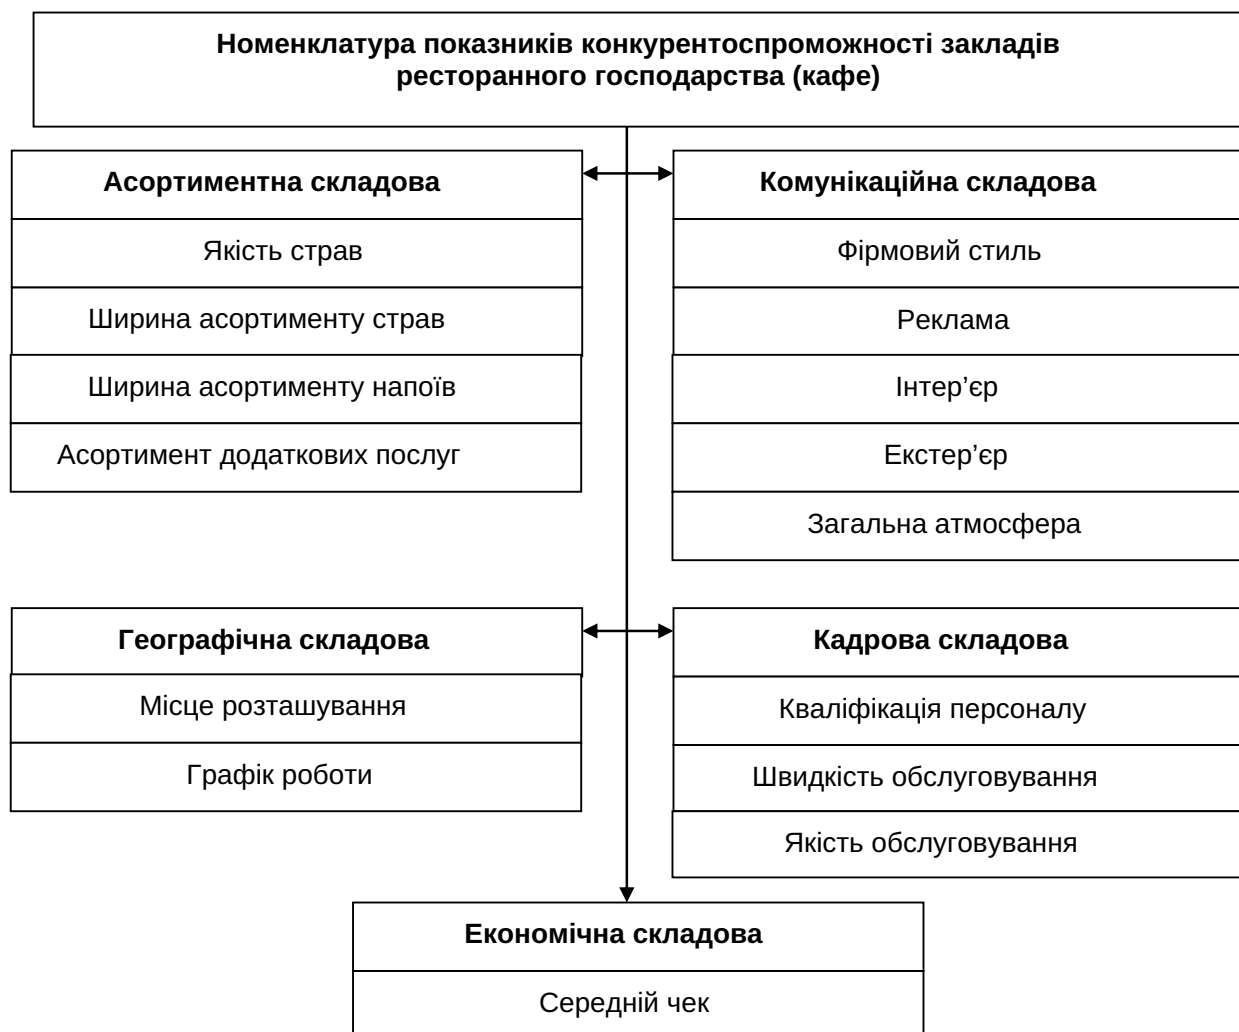 Номенклатура показників конкурентоспроможності закладів
ресторанного господарства (кафе)
Асортиментна складова
Якість страв
Ширина асортименту страв
Ширина асортименту напоїв
Асортимент додаткових послуг
Комунікаційна складова
Фірмовий стиль
Реклама
Інтер’єр
Екстер’єр
Загальна атмосфера
Географічна складова
Місце розташування
Графік роботи
Кадрова складова
Кваліфікація персоналу
Швидкість обслуговування
Якість обслуговування
Економічна складова
Середній чек